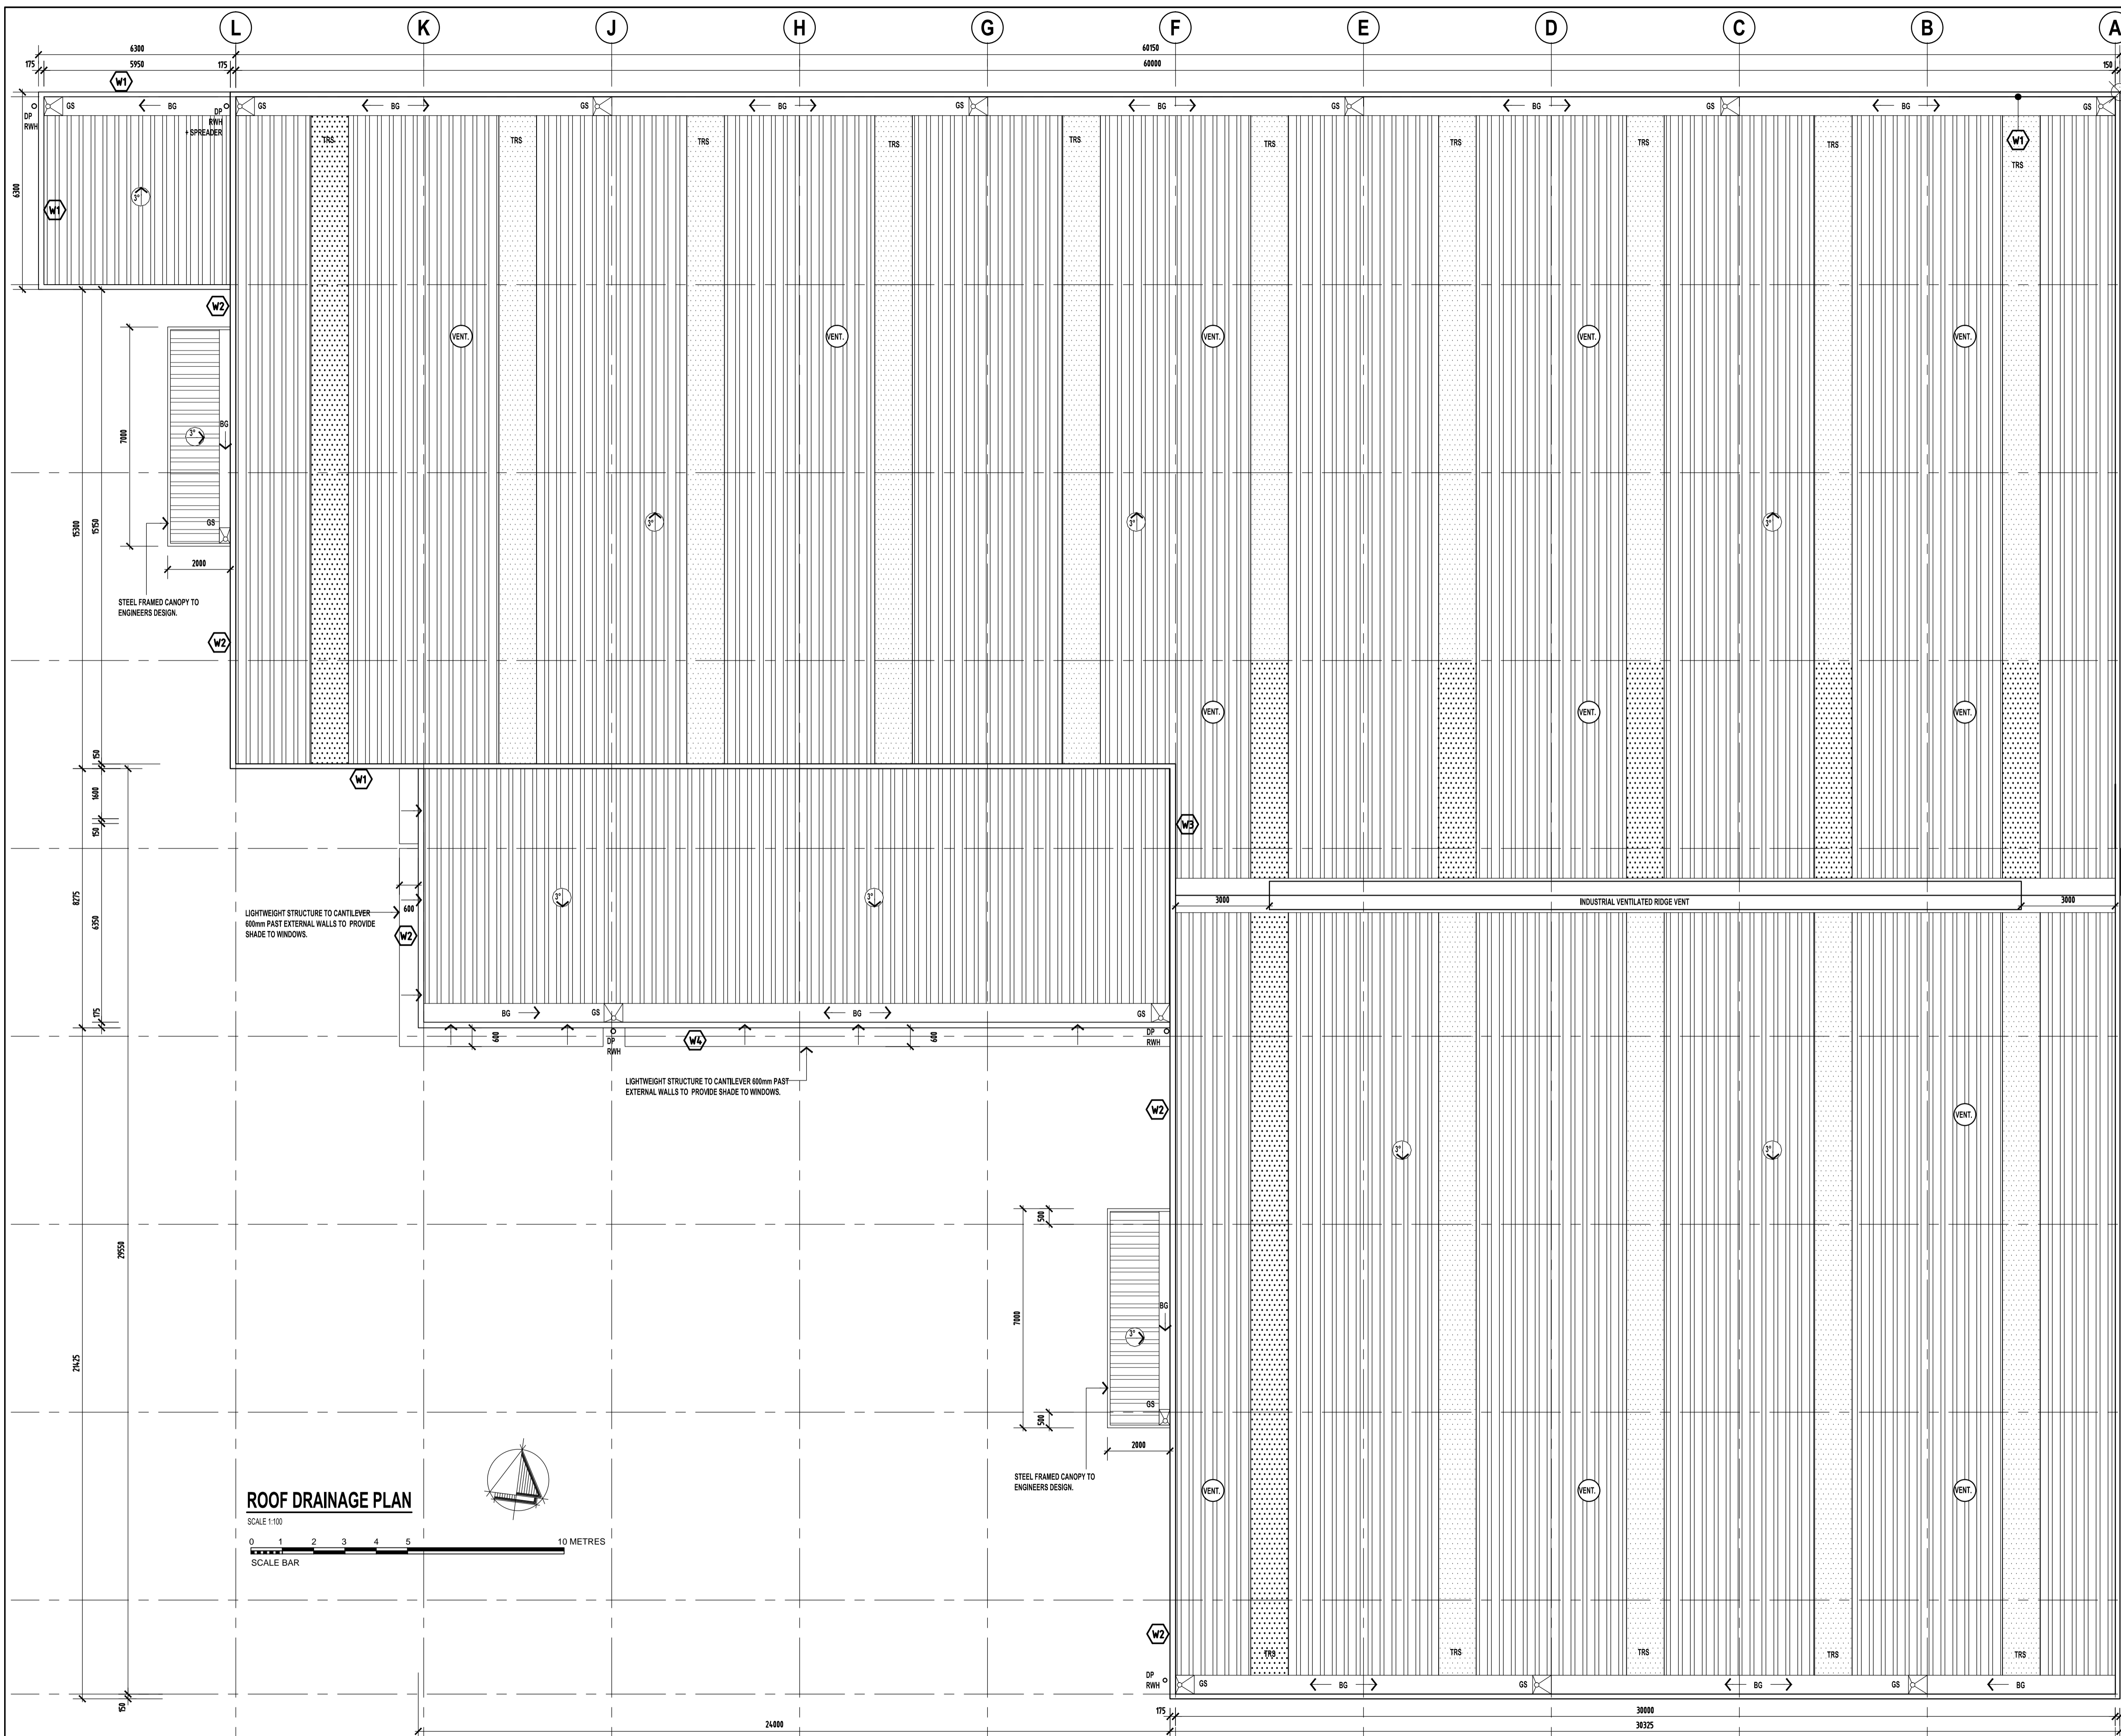 L K J H G F E D C B A
6300 60150
175 5950 175 60000 150
W1
GS BG DP RWH + SPREADER GS BG GS BG GS BG GS BG GS BG GS
DP
RWH
TRS TRS TRS TRS TRS TRS TRS TRS TRS W1
TRS
6300
3°
W1
W2
VENT. VENT. VENT. VENT. VENT.
7000
BG
3°
GS
3° 3° 3°
15300
15150
2000
STEEL FRAMED CANOPY TO
ENGINEERS DESIGN.
W2
VENT. VENT. VENT.
150
W1
1600
150
W3
8275
6350
3° 3°
600
LIGHTWEIGHT STRUCTURE TO CANTILEVER
600mm PAST EXTERNAL WALLS TO PROVIDE
SHADE TO WINDOWS.
W2
3000 INDUSTRIAL VENTILATED RIDGE VENT 3000
175
BG GS BG GS
600
DP
RWH
W4
600
DP
RWH
LIGHTWEIGHT STRUCTURE TO CANTILEVER 600mm PAST
EXTERNAL WALLS TO PROVIDE SHADE TO WINDOWS.
W2
VENT.
3° 3°
29550
21425
500
7000
BG
3°
GS
500
2000
STEEL FRAMED CANOPY TO
ENGINEERS DESIGN.
VENT. VENT. VENT.
ROOF DRAINAGE PLAN
SCALE 1:100
0 1 2 3 4 5 10 METRES
SCALE BAR
W2
TRS TRS TRS TRS TRS
DP
RWH
GS BG GS BG GS BG
150
175 30000
24000 30325